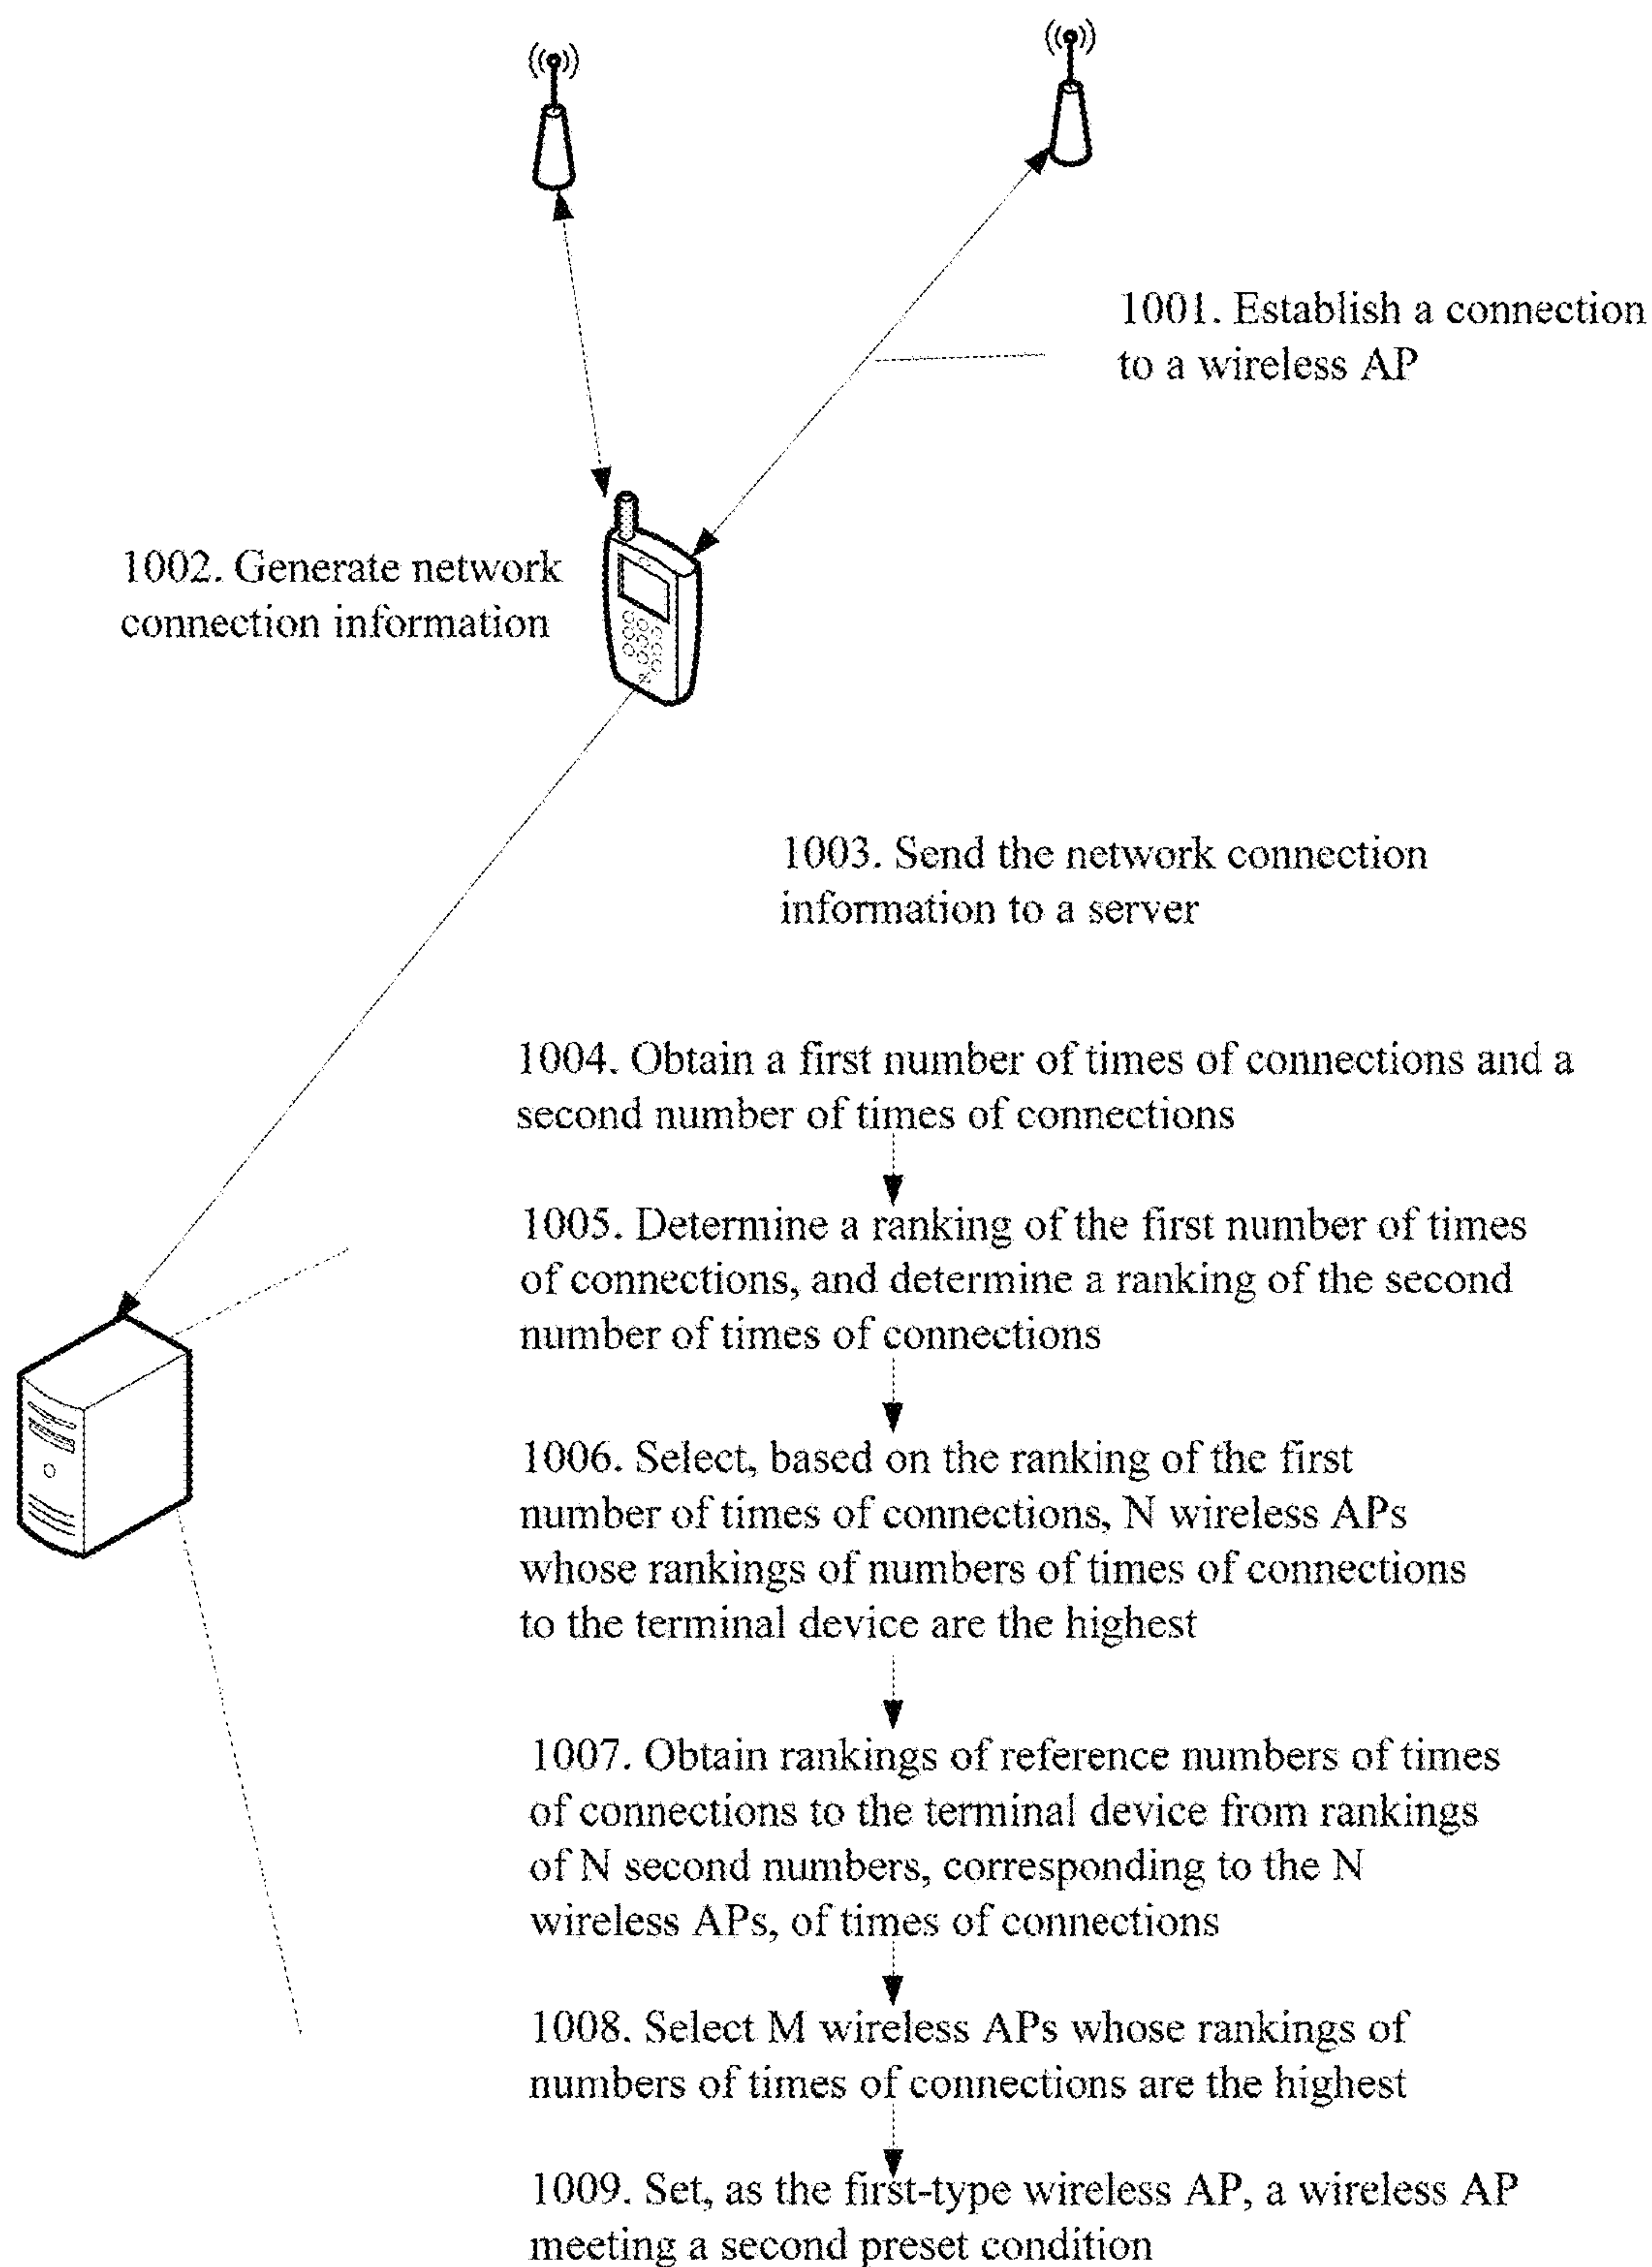 1001. Establish a connection
to a wireless AP
1002. Generate network
connection information
1003. Send the network connection
information to a server
1004. Obtain a first number of times of connections and a
second number of times of connections
1005. Determine a ranking of the first number of times
of connections, and determine a ranking of the second
number of times of connections
1006. Select, based on the ranking of the first
number of times of connections, N wireless APs
whose rankings of numbers of times of connections
to the terminal device are the highest
1007. Obtain rankings of reference numbers of times
of connections to the terminal device from rankings
of N second numbers, corresponding to the N
wireless APs, of times of connections
1008. Select M wireless APs whose rankings of
numbers of times of connections are the highest
1009. Set, as the first-type wireless AP, a wireless AP
meeting a second preset condition